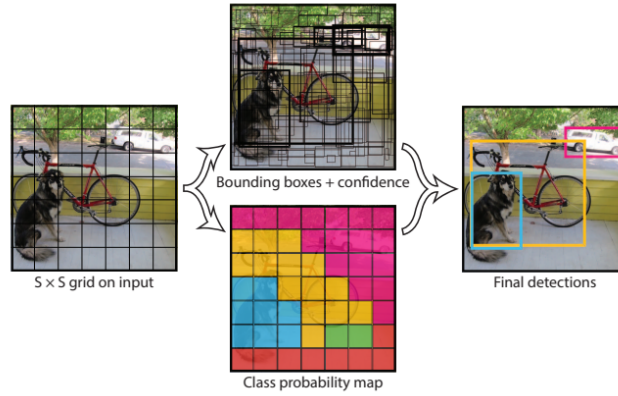 S × S grid on input
Bounding boxes + confidence
Class probability map
Final detections